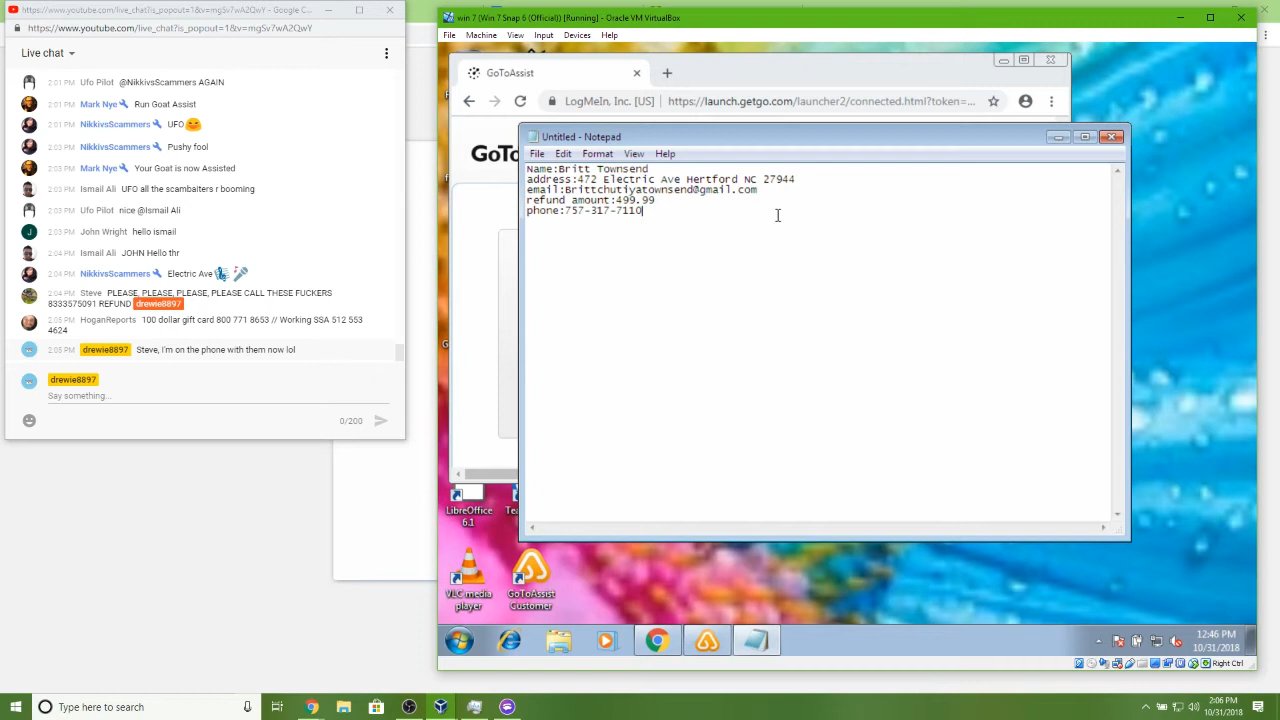 https://www.youtube.com/live_chat?is_popout=1&v=mgSv7wA2QwY - Google C...
https://www.youtube.com/live_chat?is_popout=1&v=mgSv7wA2QwY
Live chat
2:01 PM Ufo Pilot @NikkivsScammers AGAIN
2:01 PM Mark Nye Run Goat Assist
2:01 PM NikkivsScammers UFO
2:01 PM NikkivsScammers Pushy fool
2:01 PM Mark Nye Your Goat is now Assisted
2:01 PM Ismail Ali UFO all the scambaiters r booming
2:03 PM Ufo Pilot nice @Ismail Ali
2:04 PM John Wright hello ismail
2:04 PM Ismail Ali JOHN Hello thr
2:04 PM NikkivsScammers Electric Ave
2:04 PM Steve PLEASE, PLEASE, PLEASE, PLEASE CALL THESE FUCKERS
8333575091 REFUND drewie8897
2:05 PM HoganReports 100 dollar gift card 800 771 8653 // Working SSA 512 553
4624
2:05 PM drewie8897 Steve, i'm on the phone with them now lol
drewie8897
Say something...
0/200
win 7 (Win 7 Snap 6 (Official)) [Running] - Oracle VM VirtualBox
File Machine View Input Devices Help
GoToAssist
LogMeIn, Inc. [US] https://launch.getgo.com/launcher2/connected.html?token=...
GoTo
Untitled - Notepad
File Edit Format View Help
Name:Britt Townsend
address:472 Electric Ave Hertford NC 27944
email:Brittchutiyatownsend@gmail.com
refund amount:499.99
phone:757-317-7110
LibreOffice
6.1
Tea
VLC media
player
GoToAssist
Customer
12:46 PM
10/31/2018
Right Ctrl
Type here to search
2:06 PM
10/31/2018